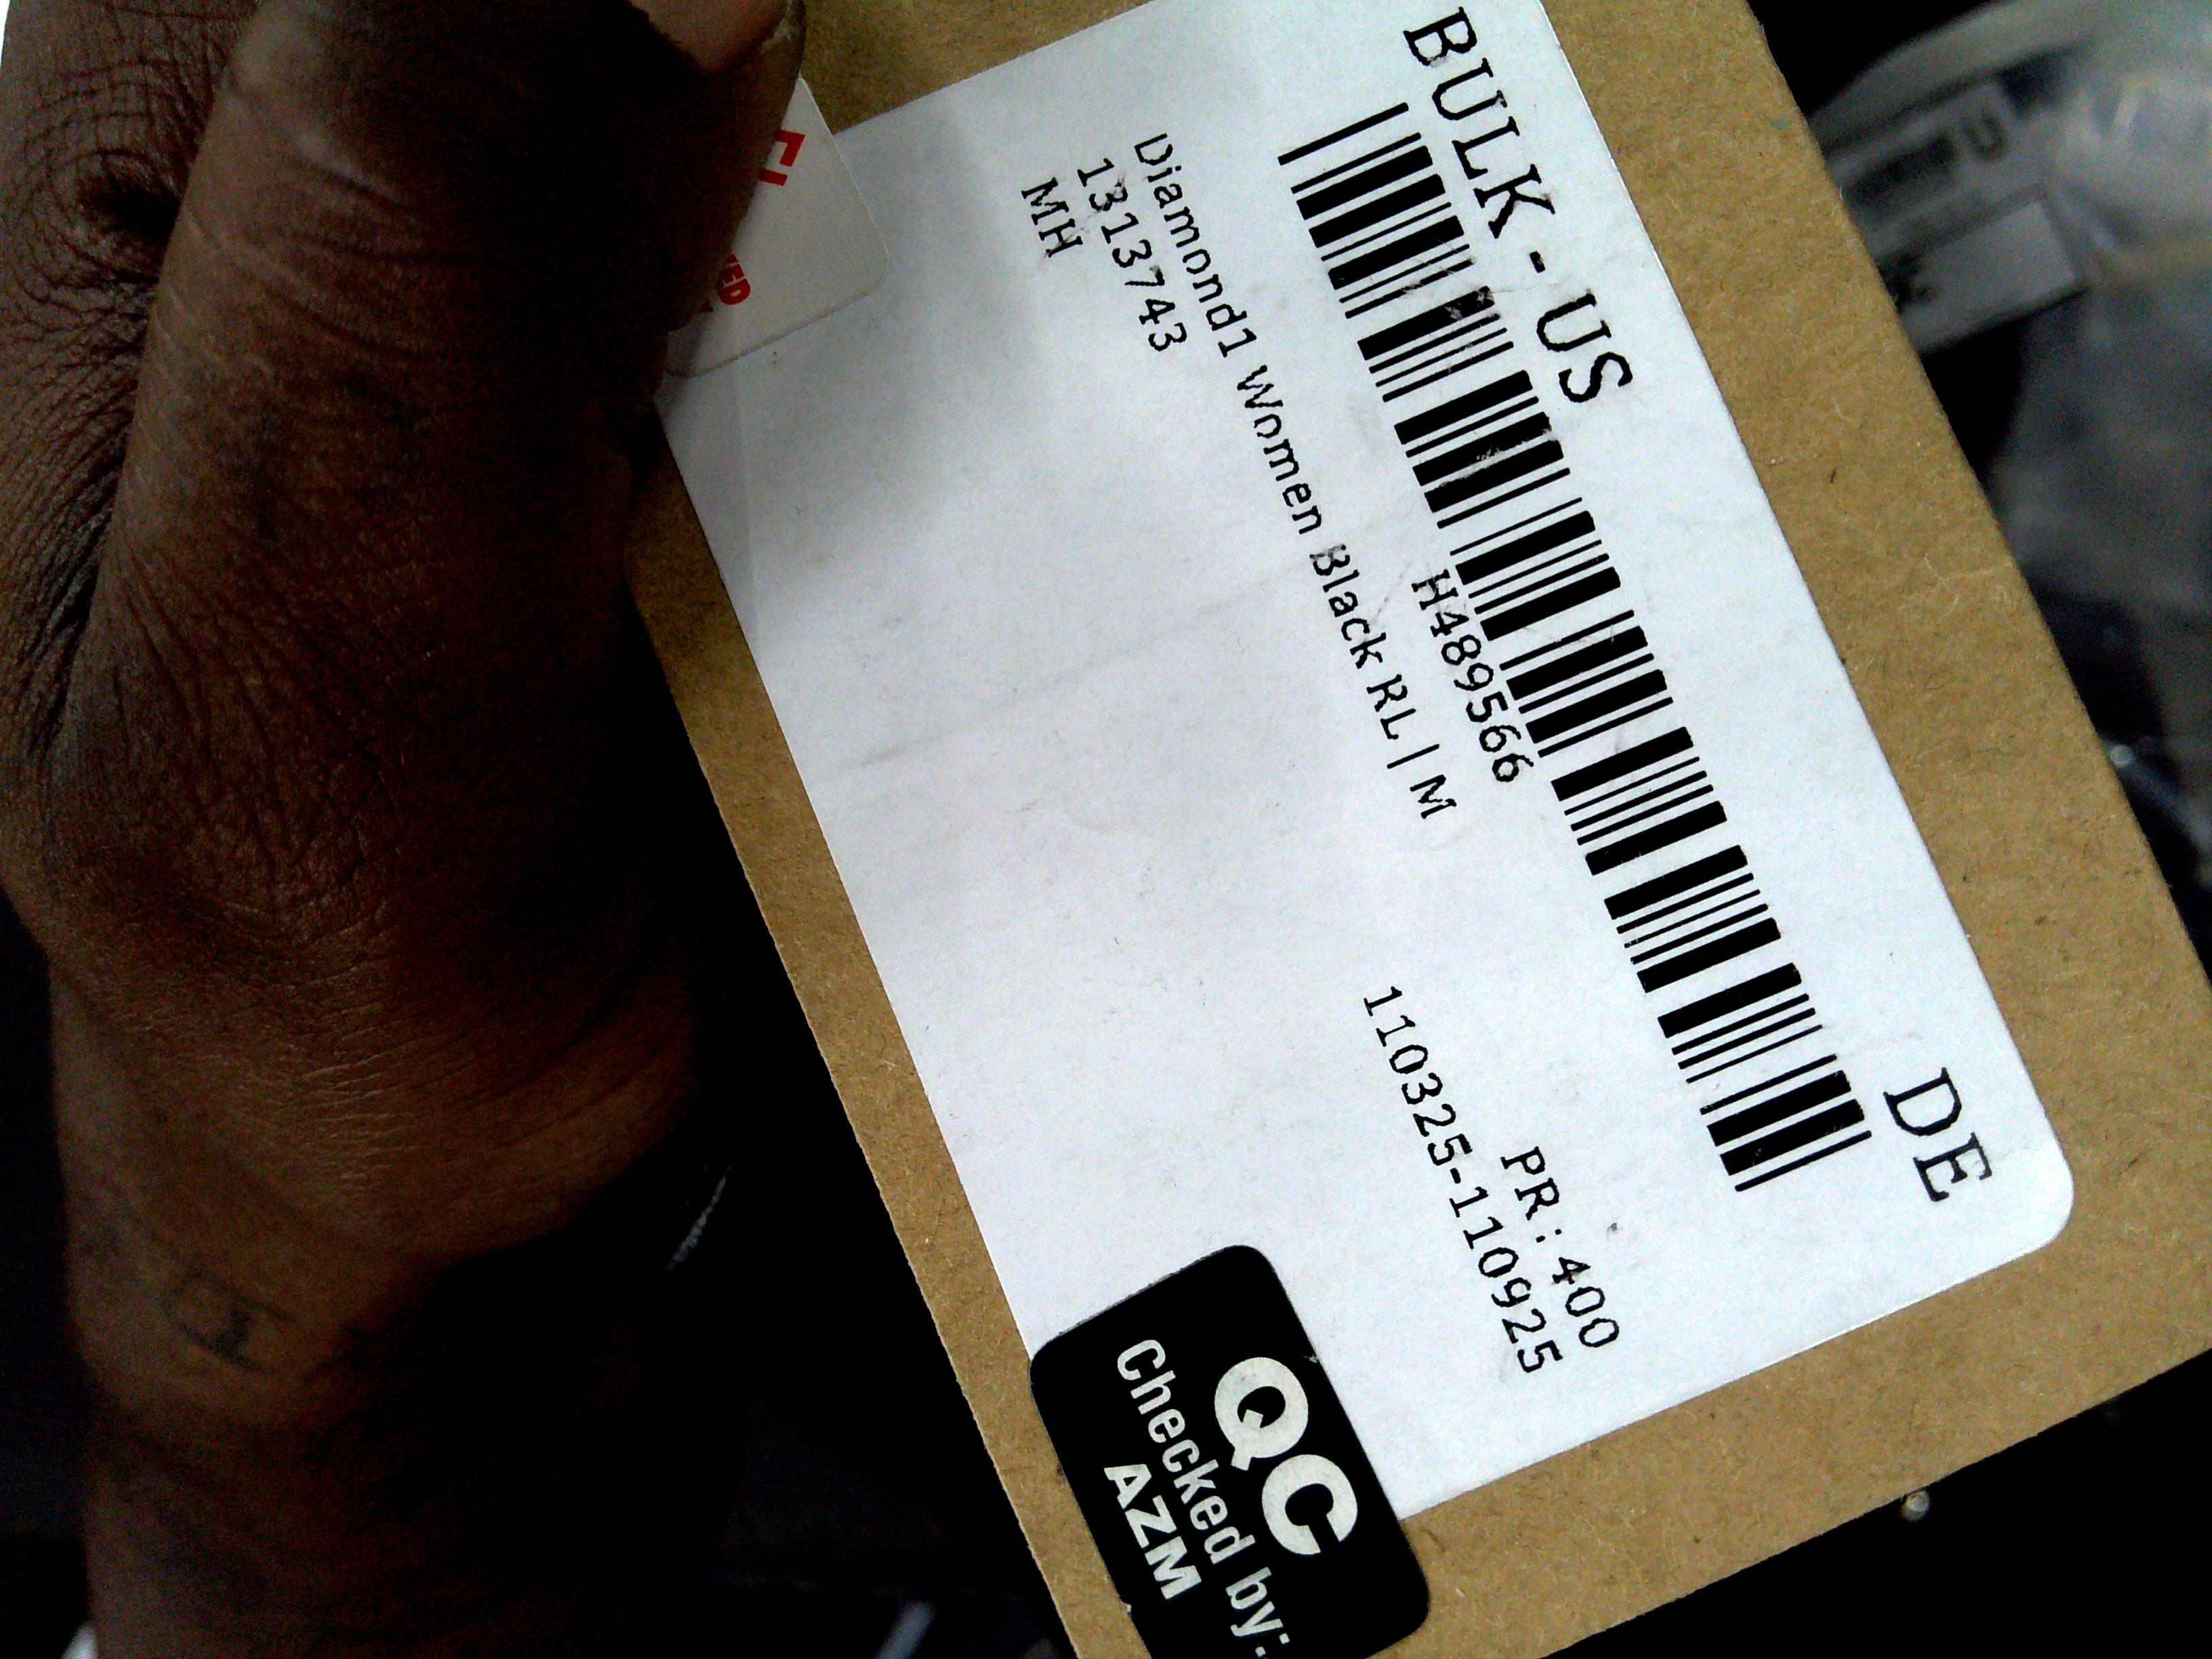 BULK - US DE
H489566 PR:400
Diamond1 Women Black RL | M 110325-110925
1313743
MH
QC
Checked by:
AZM